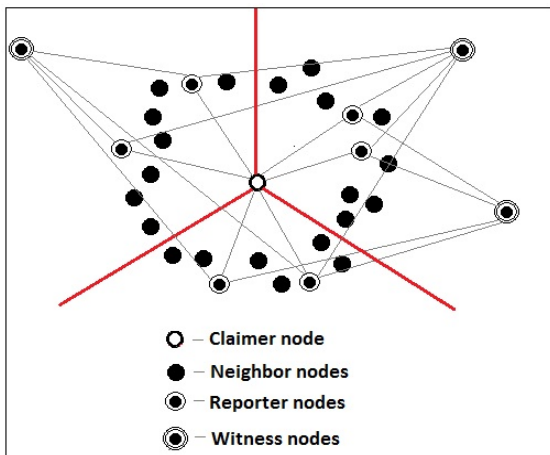 Claimer node
Neighbor nodes
Reporter nodes
Witness nodes